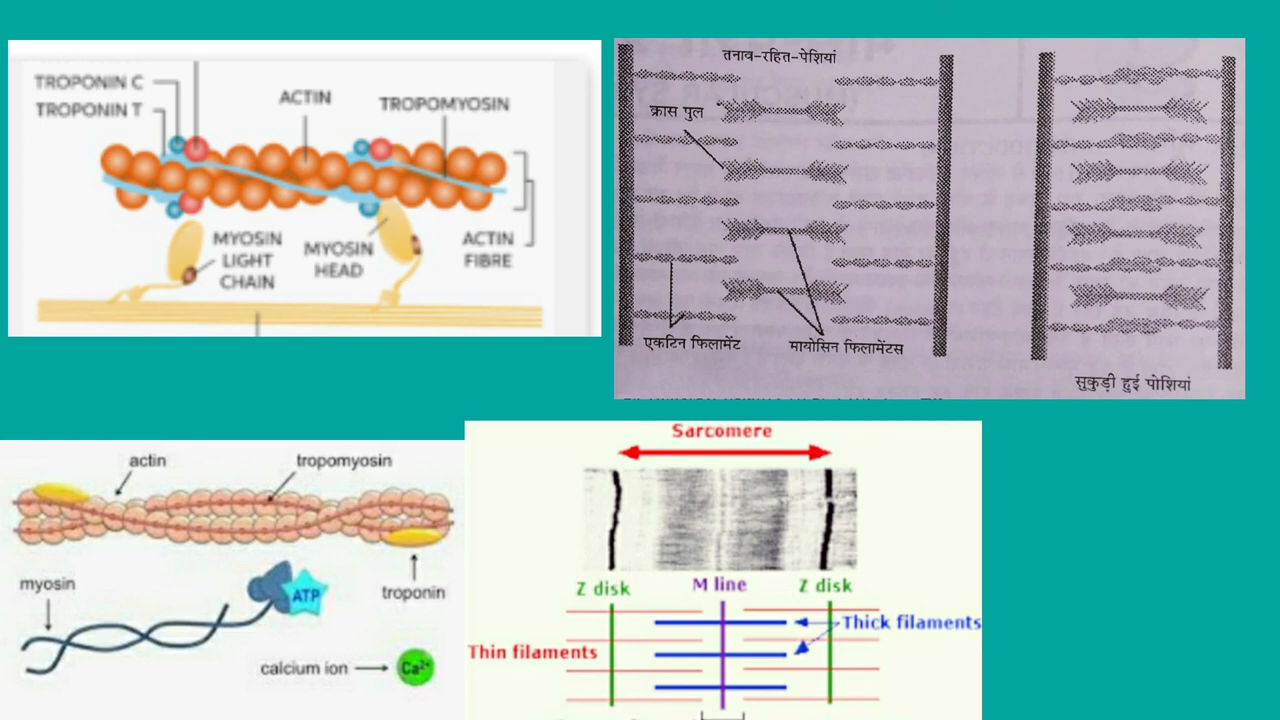 TROPONIN C
TROPONIN T
ACTIN
TROPOMYOSIN
MYOSIN
LIGHT
CHAIN
MYOSIN
HEAD
ACTIN
FIBRE
तनाव-रहित-पेशियां
क्रास पुल
एकटिन फिलामेंट
मायोसिन फिलामेंटस
सुकुड़ी हुई पोशियां
actin
tropomyosin
myosin
ATP
troponin
calcium ion
Ca2+
Sarcomere
Z disk
M line
Z disk
Thick filaments
Thin filaments